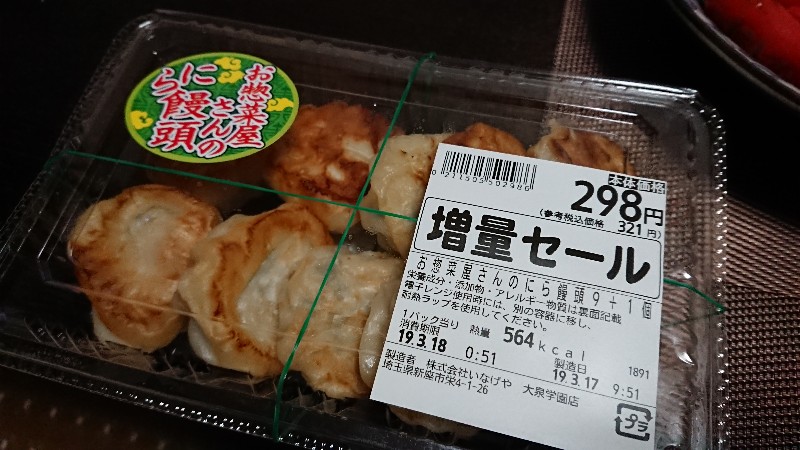 お惣菜屋
さんの
にら饅頭
0 211505 502986
本体価格
298円
(参考税込価格 321円)
増量セール
お惣菜屋さんのにら饅頭9+1個
栄養成分・添加物・アレルギー物質は裏面記載
電子レンジ使用時には、別の容器に移し、
耐熱ラップを使用してください。
1パック当り 熱量 564kcal
消費期限 製造日 1891
19.3.18 0:51 19.3.17 9:51
製造者 株式会社いなげや 大泉学園店
埼玉県新座市栄4-1-26
プラ